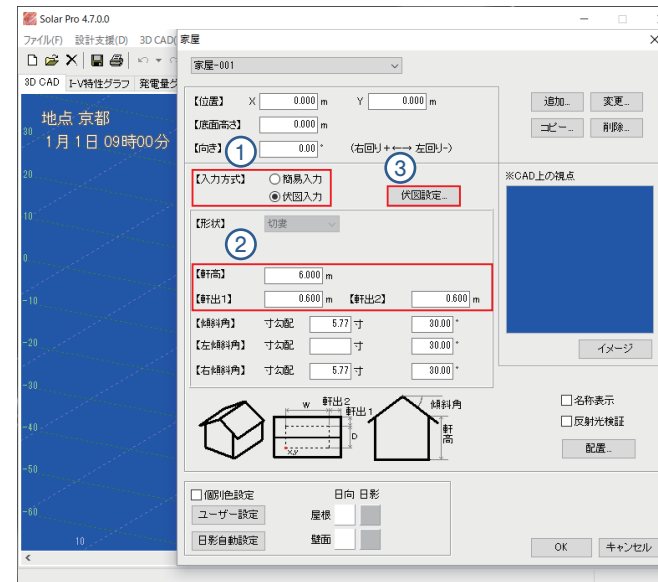 Solar Pro 4.7.0.0
ファイル(F) 設計支援(D) 3D CAD(
3D CAD I-V特性グラフ 発電量グ
地点 京都
1月1日 09時00分
30
20
10
0
-10
-20
-30
-40
-50
-60
10
家屋
家屋-001
【位置】 X 0.000 m Y 0.000 m
追加... 変更...
【底面高さ】 0.000 m
コピー... 削除...
【向き】 0.00 ° (右回り+←→左回り-)
① ③
【入力方式】 簡易入力
伏図入力 伏図設定...
※CAD上の視点
【形状】 切妻
②
【軒高】 6.000 m
【軒出1】 0.600 m 【軒出2】 0.600 m
【傾斜角】 寸勾配 5.77 寸 30.00 °
【左傾斜角】 寸勾配 寸 30.00 °
【右傾斜角】 寸勾配 5.77 寸 30.00 °
イメージ
W 軒出2 軒出1 D x,y
傾斜角 軒高
名称表示
反射光検証
配置...
個別色設定 日向 日影
ユーザー設定 屋根
日影自動設定 壁面
OK キャンセル